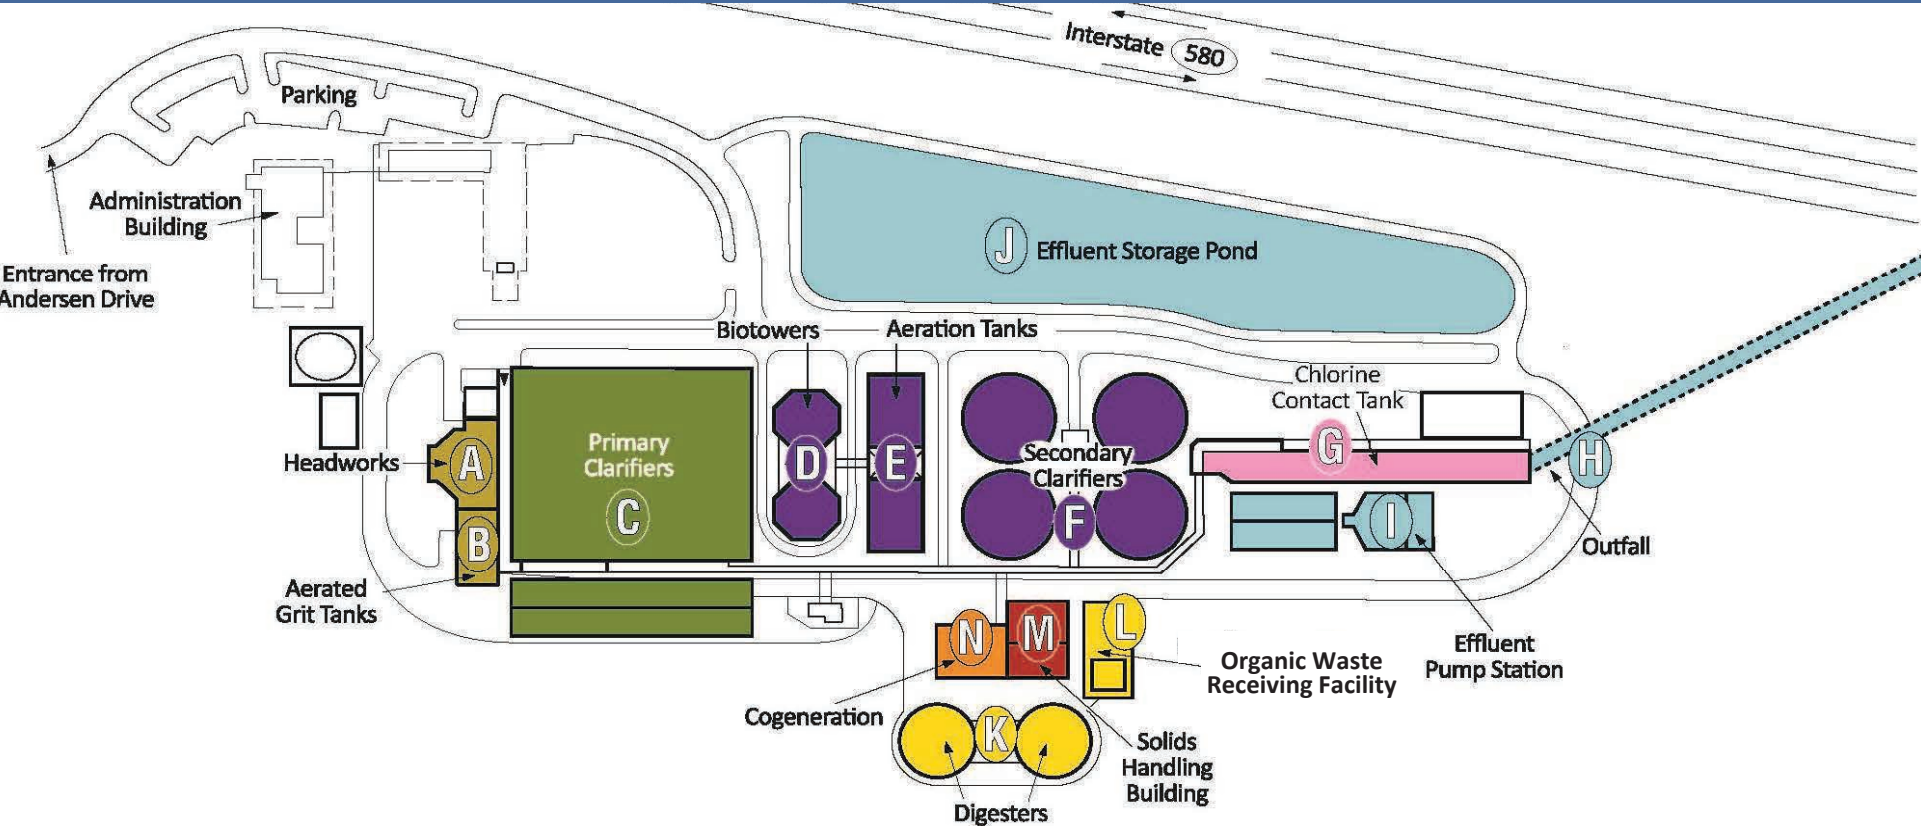 Interstate 580
Parking
Administration
Building
Entrance from
Andersen Drive
J Effluent Storage Pond
Biotowers
Aeration Tanks
Chlorine
Contact Tank
Headworks
A
B
Primary
Clarifiers
C
D
E
Secondary
Clarifiers
F
G
H
I
Outfall
Aerated
Grit Tanks
N
M
L
Organic Waste
Receiving Facility
Effluent
Pump Station
Cogeneration
K
Solids
Handling
Building
Digesters